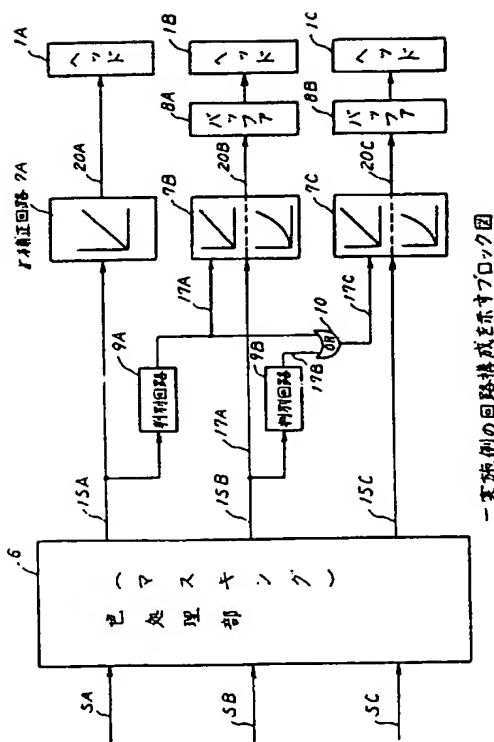 1A
ヘッド
20A
γ補正回路 7A
9A
判別回路
15A
1B
ヘッド
8A
バッファ
20B
7B
17A
10
OR
17B
9B
判別回路
17A
15B
1C
ヘッド
8B
バッファ
20C
7C
17C
15C
6
(マスキング)
色処理部
5A
5B
5C
一実施例の回路構成を示すブロック図